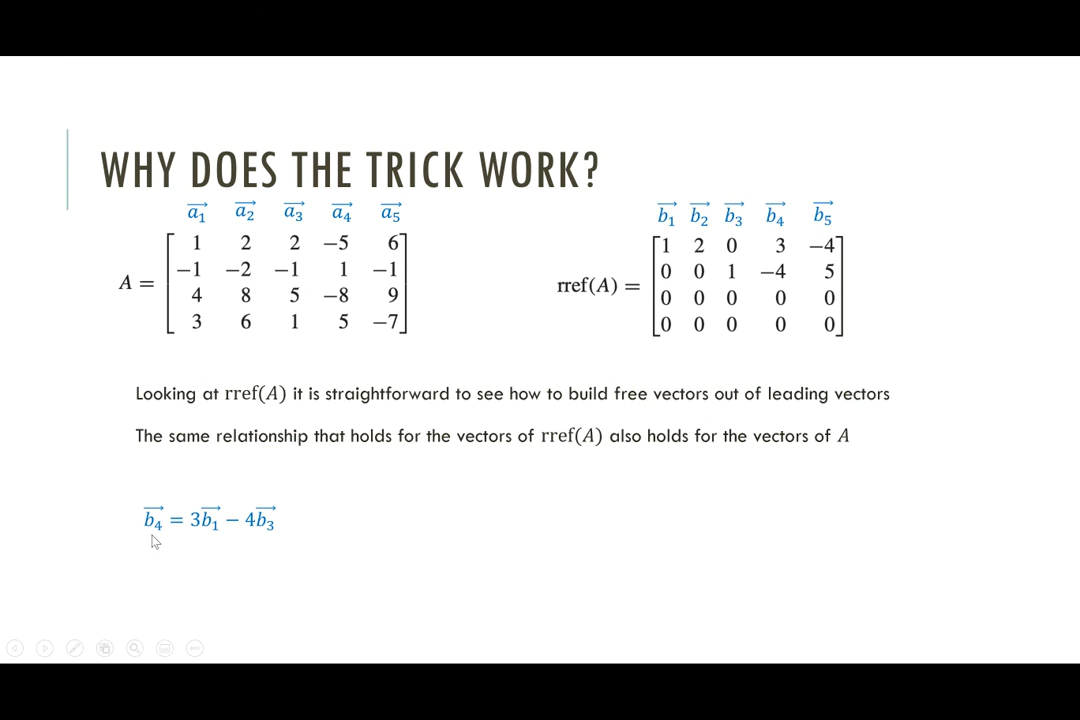 WHY DOES THE TRICK WORK?
a₁⃗ a₂⃗ a₃⃗ a₄⃗ a₅⃗
b₁⃗ b₂⃗ b₃⃗ b₄⃗ b₅⃗
A =
1 2 2 −5 6
−1 −2 −1 1 −1
4 8 5 −8 9
3 6 1 5 −7
rref(A) =
1 2 0 3 −4
0 0 1 −4 5
0 0 0 0 0
0 0 0 0 0
Looking at rref(A) it is straightforward to see how to build free vectors out of leading vectors
The same relationship that holds for the vectors of rref(A) also holds for the vectors of A
b₄⃗ = 3b₁⃗ − 4b₃⃗